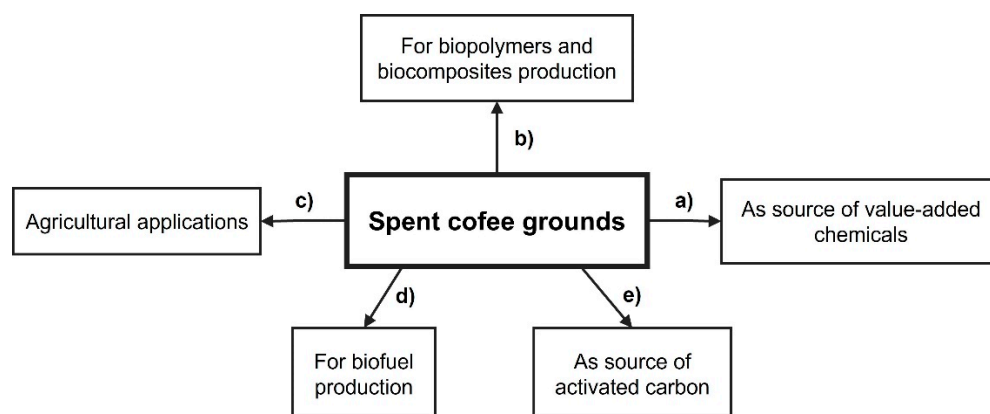 For biopolymers and
biocomposites production
b)
c)
Agricultural applications
Spent cofee grounds
a)
As source of value-added
chemicals
d)
e)
For biofuel
production
As source of
activated carbon